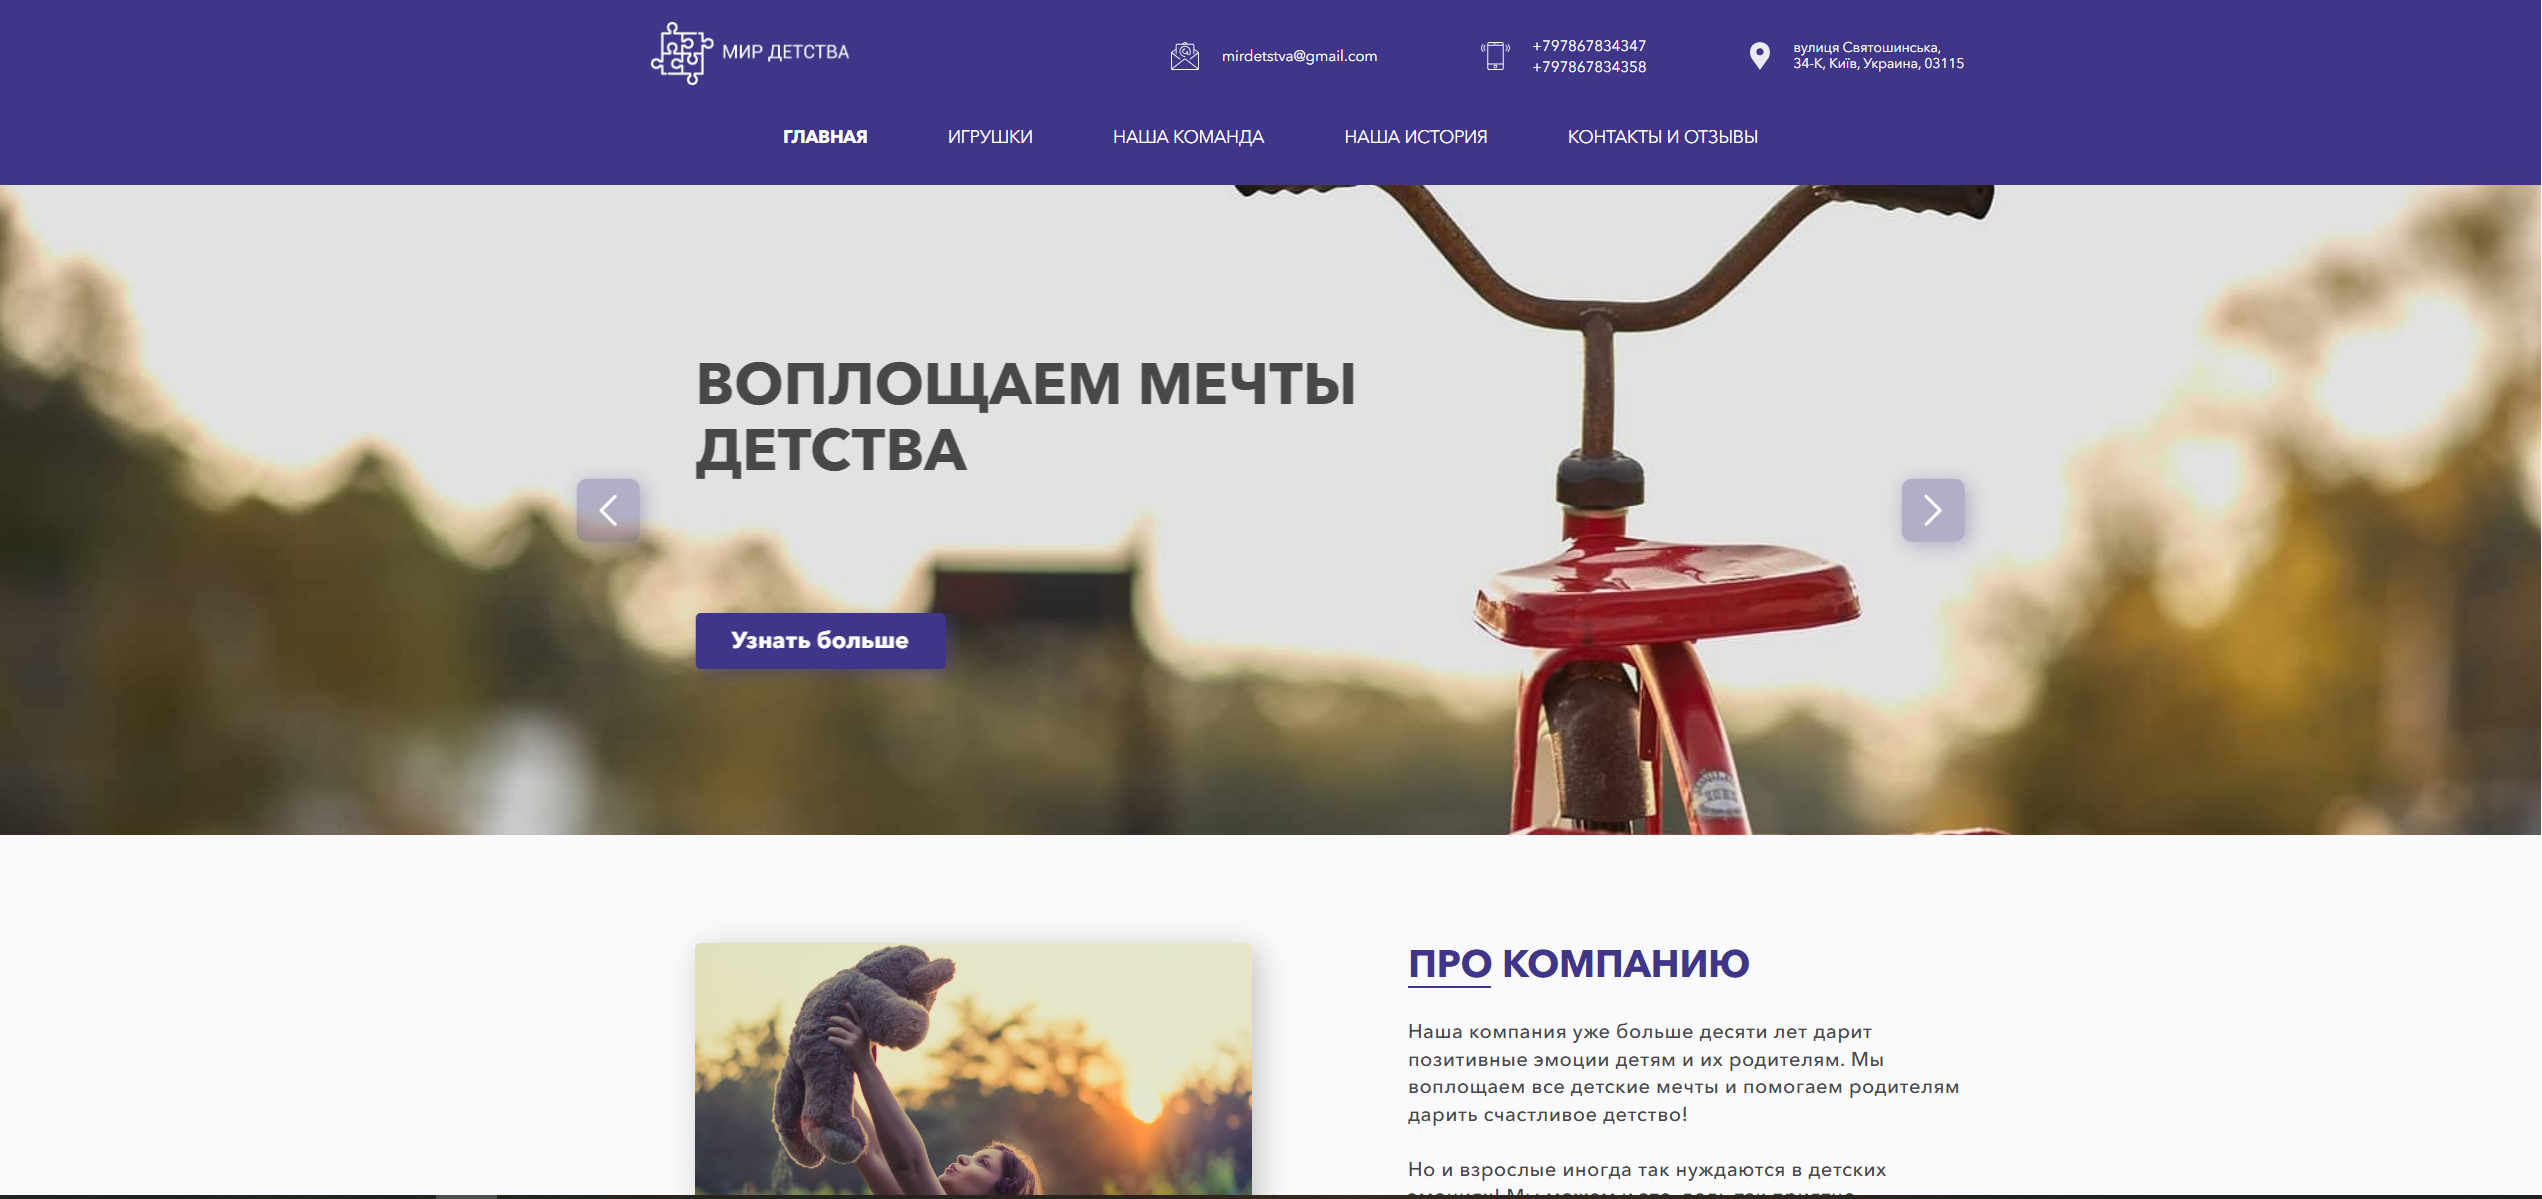 МИР ДЕТСТВА
mirdetstva@gmail.com
+797867834347
+797867834358
вулиця Святошинська,
34-К, Київ, Украина, 03115
ГЛАВНАЯ
ИГРУШКИ
НАША КОМАНДА
НАША ИСТОРИЯ
КОНТАКТЫ И ОТЗЫВЫ
ВОПЛОЩАЕМ МЕЧТЫ
ДЕТСТВА
Узнать больше
ПРО КОМПАНИЮ
Наша компания уже больше десяти лет дарит
позитивные эмоции детям и их родителям. Мы
воплощаем все детские мечты и помогаем родителям
дарить счастливое детство!
Но и взрослые иногда так нуждаются в детских